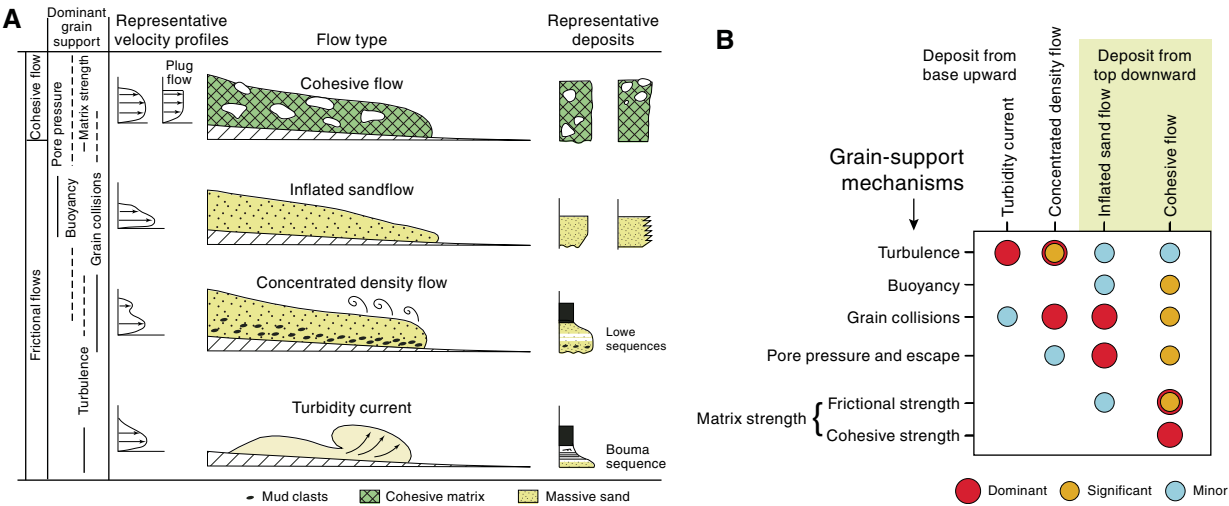 A
Dominant
grain
support
Representative
velocity profiles
Flow type
Representative
deposits
Cohesive flow
Frictional flows
Pore pressure
Matrix strength
Buoyancy
Grain collisions
Turbulence
Plug
flow
Cohesive flow
Inflated sandflow
Concentrated density flow
Lowe
sequences
Turbidity current
Bouma
sequence
Mud clasts
Cohesive matrix
Massive sand
B
Deposit from
base upward
Deposit from
top downward
Turbidity current
Concentrated density flow
Inflated sand flow
Cohesive flow
Grain-support
mechanisms
Turbulence
Buoyancy
Grain collisions
Pore pressure and escape
Matrix strength {
Frictional strength
Cohesive strength
Dominant
Significant
Minor